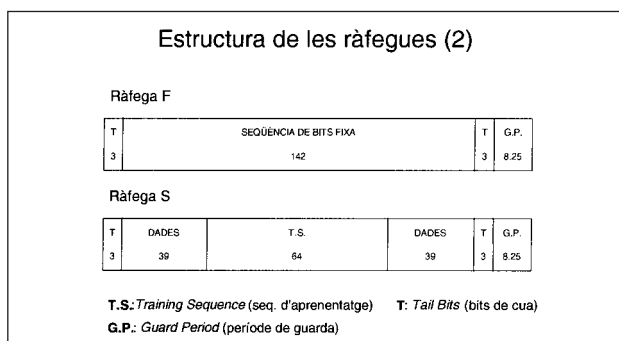 Estructura de les ràfegues (2)
Ràfega F
T SEQÜÈNCIA DE BITS FIXA T G.P.
3 142 3 8.25
Ràfega S
T DADES T.S. DADES T G.P.
3 39 64 39 3 8.25
T.S.: Training Sequence (seq. d'aprenentatge) T: Tail Bits (bits de cua)
G.P.: Guard Period (període de guarda)